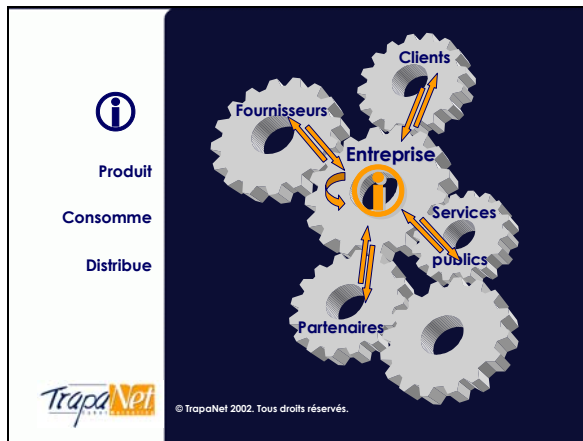 Clients
Fournisseurs
Entreprise
Produit
Consomme
Services
publics
Distribue
Partenaires
TrapaNet
© TrapaNet 2002. Tous droits réservés.